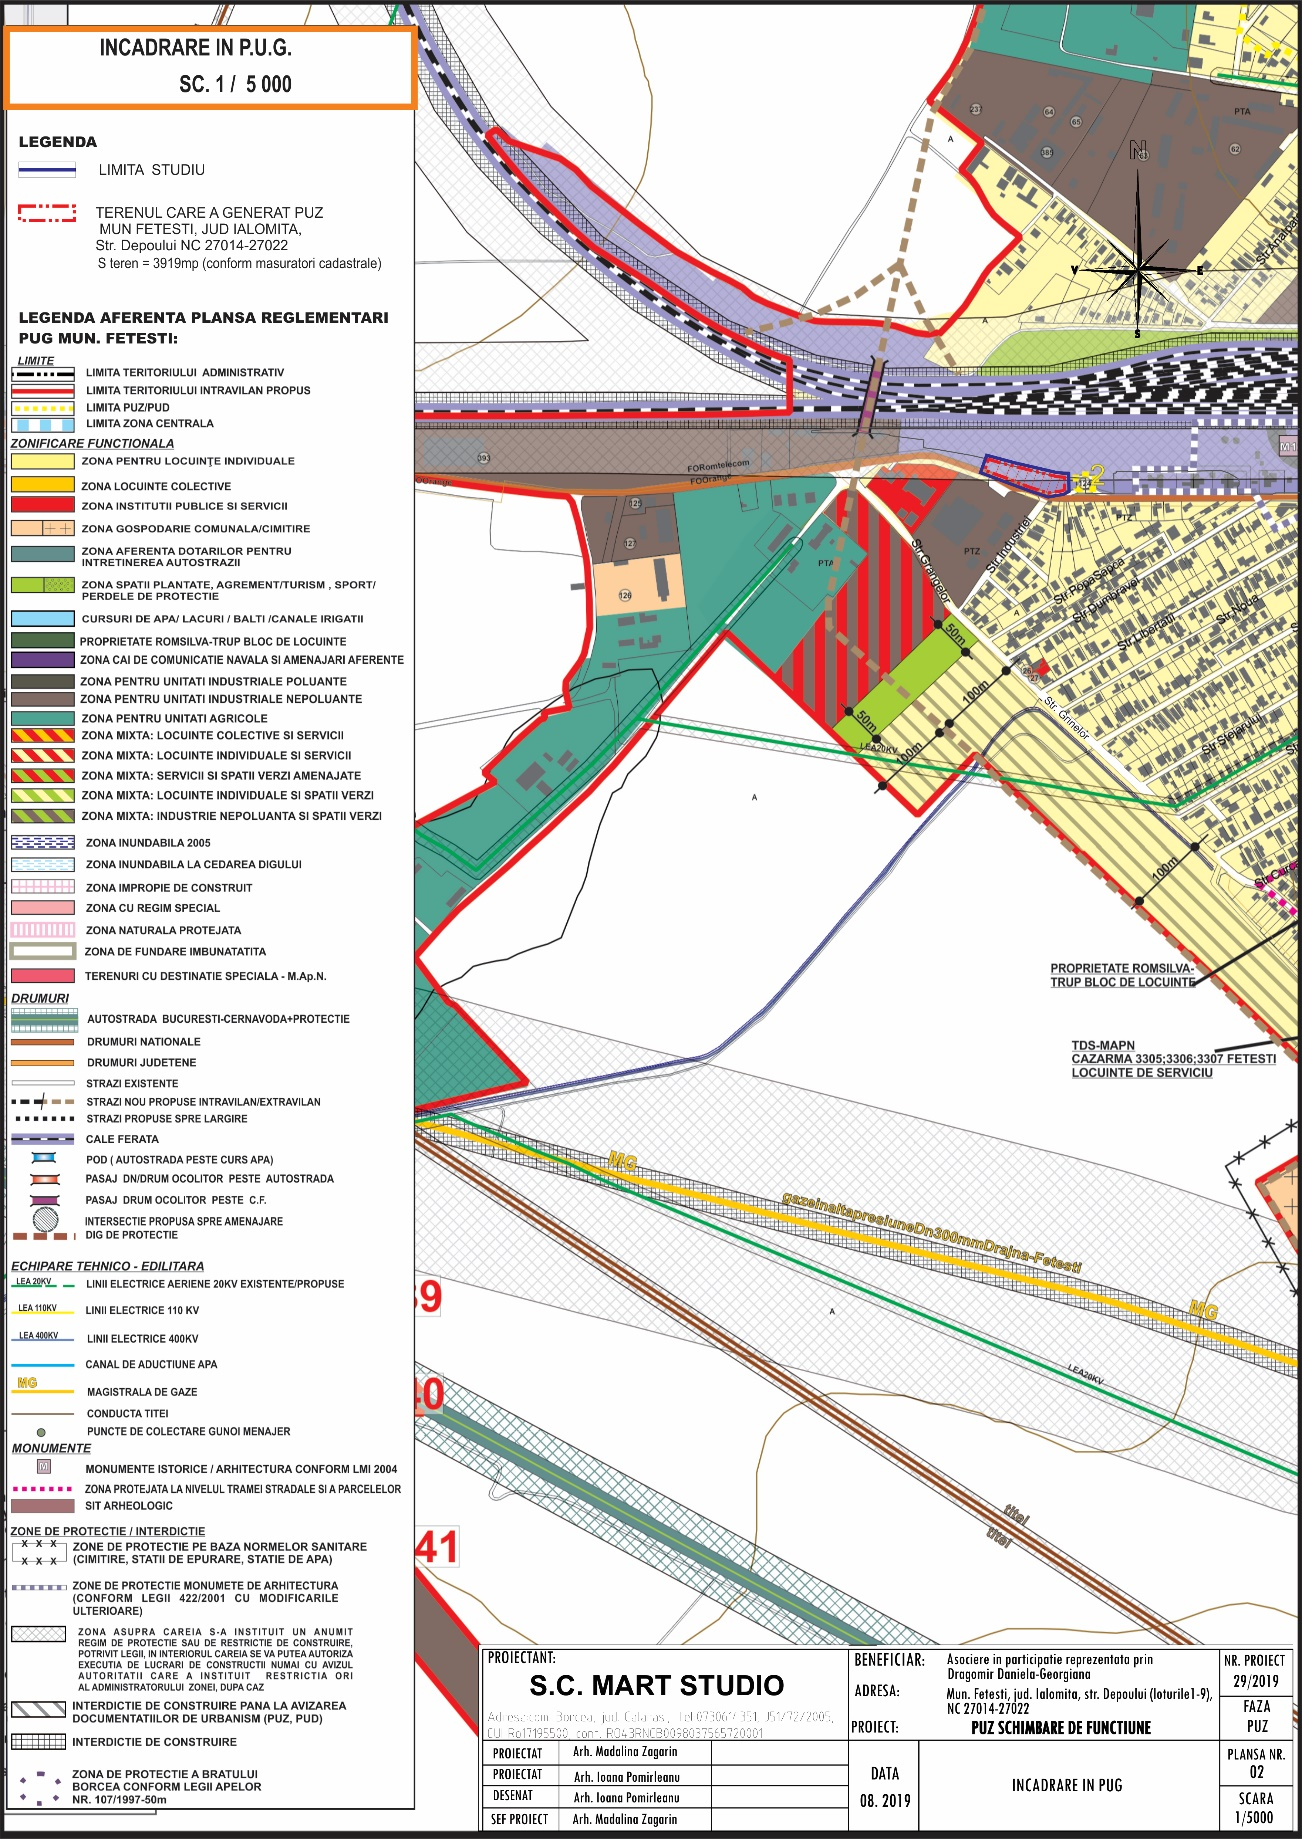 INCADRARE IN P.U.G.
SC. 1 / 5 000
LEGENDA
LIMITA STUDIU
TERENUL CARE A GENERAT PUZ
MUN FETESTI, JUD IALOMITA,
Str. Depoului NC 27014-27022
S teren = 3919mp (conform masuratori cadastrale)
LEGENDA AFERENTA PLANSA REGLEMENTARI
PUG MUN. FETESTI:
LIMITE
LIMITA TERITORIULUI ADMINISTRATIV
LIMITA TERITORIULUI INTRAVILAN PROPUS
LIMITA PUZ/PUD
LIMITA ZONA CENTRALA
ZONIFICARE FUNCTIONALA
ZONA PENTRU LOCUINŢE INDIVIDUALE
ZONA LOCUINTE COLECTIVE
ZONA INSTITUTII PUBLICE SI SERVICII
ZONA GOSPODARIE COMUNALA/CIMITIRE
ZONA AFERENTA DOTARILOR PENTRU
INTRETINEREA AUTOSTRAZII
ZONA SPATII PLANTATE, AGREMENT/TURISM , SPORT/
PERDELE DE PROTECTIE
CURSURI DE APA/ LACURI / BALTI /CANALE IRIGATII
PROPRIETATE ROMSILVA-TRUP BLOC DE LOCUINTE
ZONA CAI DE COMUNICATIE NAVALA SI AMENAJARI AFERENTE
ZONA PENTRU UNITATI INDUSTRIALE POLUANTE
ZONA PENTRU UNITATI INDUSTRIALE NEPOLUANTE
ZONA PENTRU UNITATI AGRICOLE
ZONA MIXTA: LOCUINTE COLECTIVE SI SERVICII
ZONA MIXTA: LOCUINTE INDIVIDUALE SI SERVICII
ZONA MIXTA: SERVICII SI SPATII VERZI AMENAJATE
ZONA MIXTA: LOCUINTE INDIVIDUALE SI SPATII VERZI
ZONA MIXTA: INDUSTRIE NEPOLUANTA SI SPATII VERZI
ZONA INUNDABILA 2005
ZONA INUNDABILA LA CEDAREA DIGULUI
ZONA IMPROPIE DE CONSTRUIT
ZONA CU REGIM SPECIAL
ZONA NATURALA PROTEJATA
ZONA DE FUNDARE IMBUNATATITA
TERENURI CU DESTINATIE SPECIALA - M.Ap.N.
DRUMURI
AUTOSTRADA BUCURESTI-CERNAVODA+PROTECTIE
DRUMURI NATIONALE
DRUMURI JUDETENE
STRAZI EXISTENTE
STRAZI NOU PROPUSE INTRAVILAN/EXTRAVILAN
STRAZI PROPUSE SPRE LARGIRE
CALE FERATA
POD ( AUTOSTRADA PESTE CURS APA)
PASAJ DN/DRUM OCOLITOR PESTE AUTOSTRADA
PASAJ DRUM OCOLITOR PESTE C.F.
INTERSECTIE PROPUSA SPRE AMENAJARE
DIG DE PROTECTIE
ECHIPARE TEHNICO - EDILITARA
LEA 20KV LINII ELECTRICE AERIENE 20KV EXISTENTE/PROPUSE
LEA 110KV LINII ELECTRICE 110 KV
LEA 400KV LINII ELECTRICE 400KV
CANAL DE ADUCTIUNE APA
MG MAGISTRALA DE GAZE
CONDUCTA TITEI
PUNCTE DE COLECTARE GUNOI MENAJER
MONUMENTE
M MONUMENTE ISTORICE / ARHITECTURA CONFORM LMI 2004
ZONA PROTEJATA LA NIVELUL TRAMEI STRADALE SI A PARCELELOR
SIT ARHEOLOGIC
ZONE DE PROTECTIE / INTERDICTIE
X X X ZONE DE PROTECTIE PE BAZA NORMELOR SANITARE
X X X (CIMITIRE, STATII DE EPURARE, STATIE DE APA)
ZONE DE PROTECTIE MONUMETE DE ARHITECTURA
(CONFORM LEGII 422/2001 CU MODIFICARILE
ULTERIOARE)
ZONA ASUPRA CAREIA S-A INSTITUIT UN ANUMIT
REGIM DE PROTECTIE SAU DE RESTRICTIE DE CONSTRUIRE,
POTRIVIT LEGII, IN INTERIORUL CAREIA SE VA PUTEA AUTORIZA
EXECUTIA DE LUCRARI DE CONSTRUCTII NUMAI CU AVIZUL
AUTORITATII CARE A INSTITUIT RESTRICTIA ORI
AL ADMINISTRATORULUI ZONEI, DUPA CAZ
INTERDICTIE DE CONSTRUIRE PANA LA AVIZAREA
DOCUMENTATIILOR DE URBANISM (PUZ, PUD)
INTERDICTIE DE CONSTRUIRE
ZONA DE PROTECTIE A BRATULUI
BORCEA CONFORM LEGII APELOR
NR. 107/1997-50m
237
64
65
PTA
385
63
62
A
N
V
E
S
Str.Analpat
A
393
FORomtelecom
FOOrange
FOOrange
M1
124
2
125
127
126
PTA
PTZ
PTZ
Str.Grangelor
Str.Industriei
Str.PopaSapca
Str.Dumbravei
Str.Libertatii
Str.Noua
Str.Stejarului
Str. Grinelor
A
50m
50m
100m
100m
100m
LEA20KV
A
PROPRIETATE ROMSILVA-
TRUP BLOC DE LOCUINTE
TDS-MAPN
CAZARMA 3305;3306;3307 FETESTI
LOCUINTE DE SERVICIU
MG
gazeinaltapresiuneDn300mmDrajna-Fetesti
MG
A
LEA20KV
39
40
41
titei
titei
PROIECTANT:
S.C. MART STUDIO
PROIECTAT Arh. Madalina Zagarin
PROIECTAT Arh. Ioana Pomirleanu
DESENAT Arh. Ioana Pomirleanu
SEF PROIECT Arh. Madalina Zagarin
BENEFICIAR: Asociere in participatie reprezentata prin
Dragomir Daniela-Georgiana
ADRESA: Mun. Fetesti, jud. Ialomita, str. Depoului (loturile1-9),
NC 27014-27022
PROIECT: PUZ SCHIMBARE DE FUNCTIUNE
DATA
08. 2019
INCADRARE IN PUG
NR. PROIECT
29/2019
FAZA
PUZ
PLANSA NR.
02
SCARA
1/5000